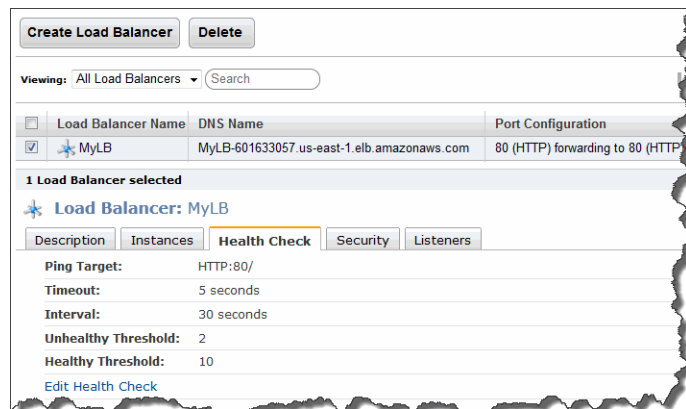 Create Load Balancer Delete
Viewing: All Load Balancers Search
Load Balancer Name DNS Name Port Configuration
MyLB MyLB-601633057.us-east-1.elb.amazonaws.com 80 (HTTP) forwarding to 80 (HTTP
1 Load Balancer selected
Load Balancer: MyLB
Description Instances Health Check Security Listeners
Ping Target: HTTP:80/
Timeout: 5 seconds
Interval: 30 seconds
Unhealthy Threshold: 2
Healthy Threshold: 10
Edit Health Check